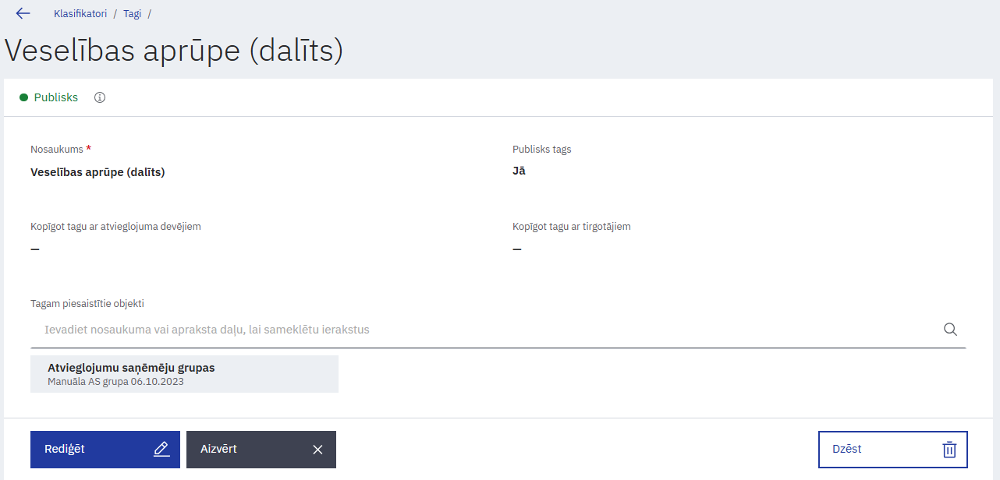 Klasifikatori / Tagi /
Veselības aprūpe (dalīts)
Publisks
Nosaukums *
Veselības aprūpe (dalīts)
Publisks tags
Jā
Kopīgot tagu ar atvieglojuma devējiem
–
Kopīgot tagu ar tirgotājiem
–
Tagam piesaistītie objekti
Ievadiet nosaukuma vai apraksta daļu, lai sameklētu ierakstus
Atvieglojumu saņēmēju grupas
Manuāla AS grupa 06.10.2023
Rediģēt
Aizvērt
Dzēst